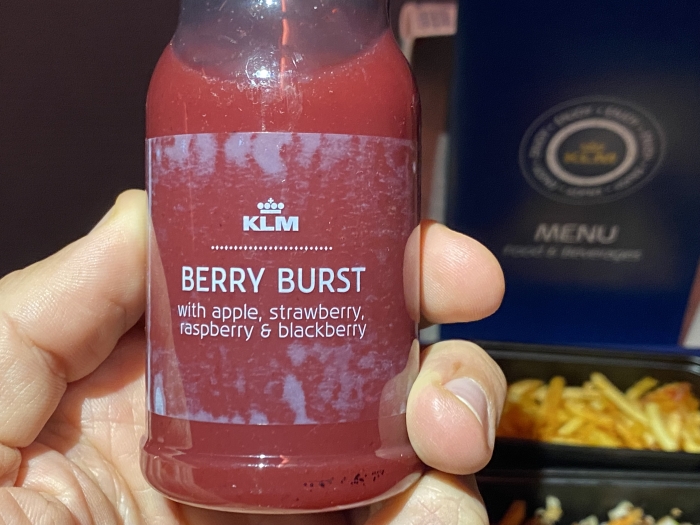 KLM
BERRY BURST
with apple, strawberry,
raspberry & blackberry
KLM
MENU
Food & Beverages